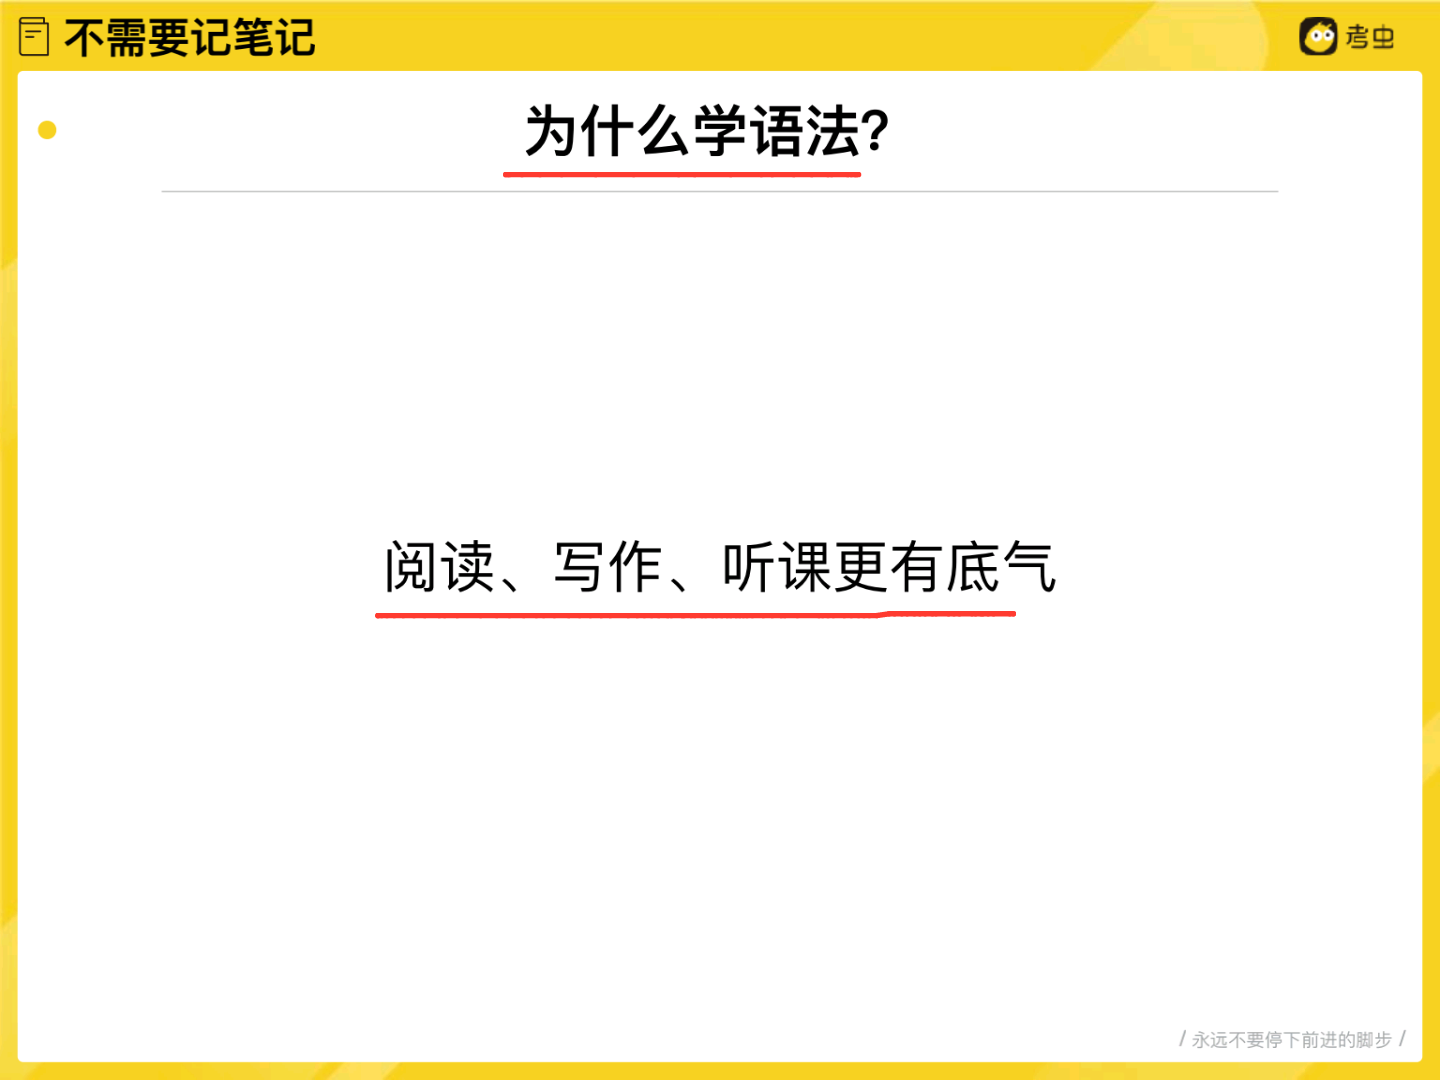 不需要记笔记
考虫
为什么学语法?
阅读、写作、听课更有底气
/ 永远不要停下前进的脚步 /